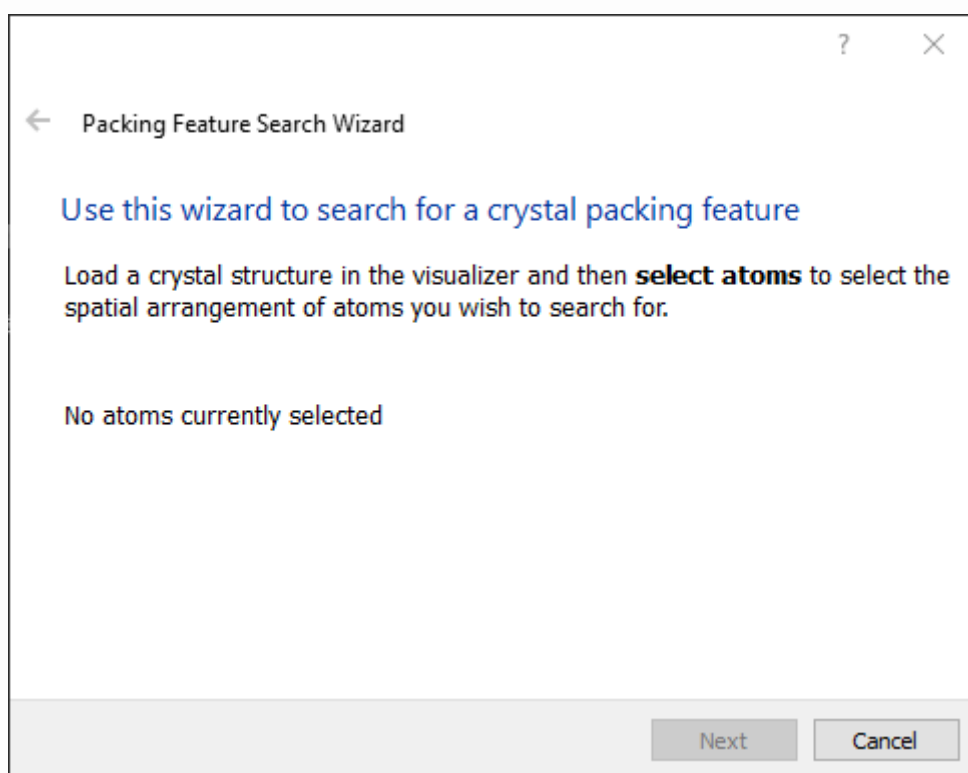 ?
Packing Feature Search Wizard
Use this wizard to search for a crystal packing feature
Load a crystal structure in the visualizer and then select atoms to select the
spatial arrangement of atoms you wish to search for.
No atoms currently selected
Next Cancel